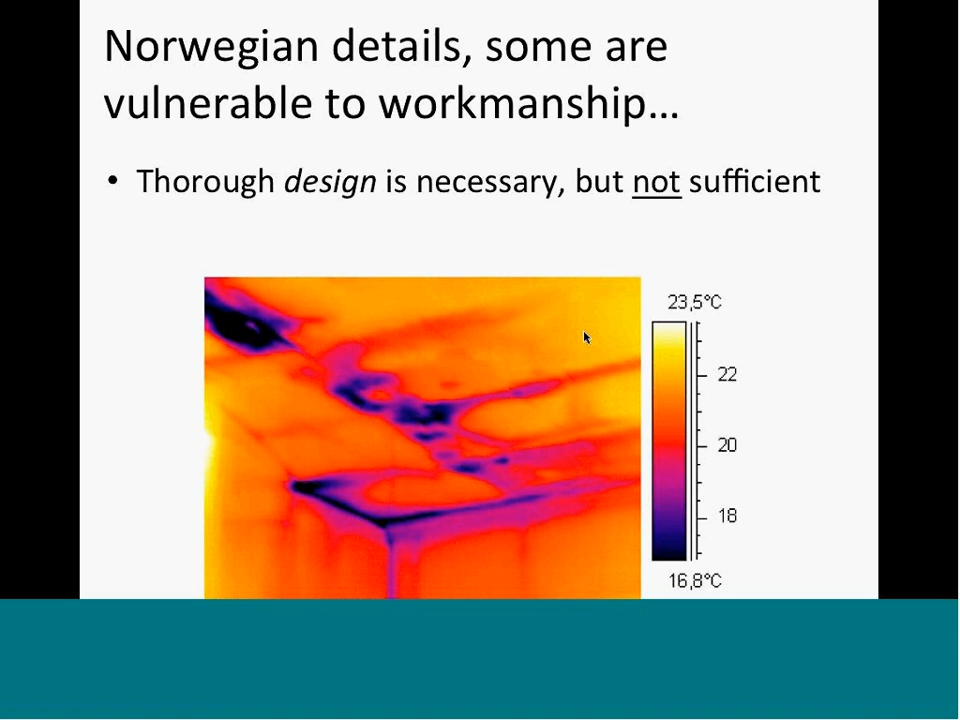 Norwegian details, some are
vulnerable to workmanship...
• Thorough design is necessary, but not sufficient
23,5°C
22
20
18
16,8°C